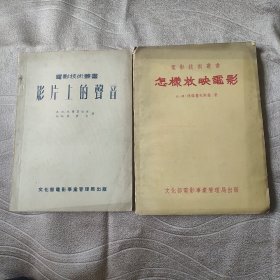 電影技術叢書
影片上的聲音
文化部電影事業管理局出版
電影技術叢書
怎樣放映電影
文化部電影事業管理局出版